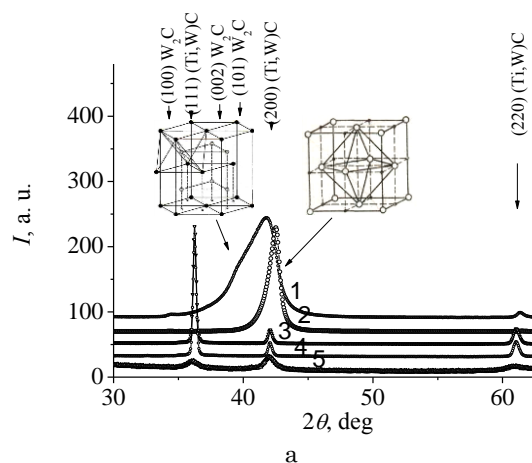 (100) W₂C
(111) (Ti,W)C
(002) W₂C
(101) W₂C
(200) (Ti,W)C
(220) (Ti,W)C
I, a. u.
400
300
200
100
0
1
2
3
4
5
30
40
50
60
2θ, deg
a